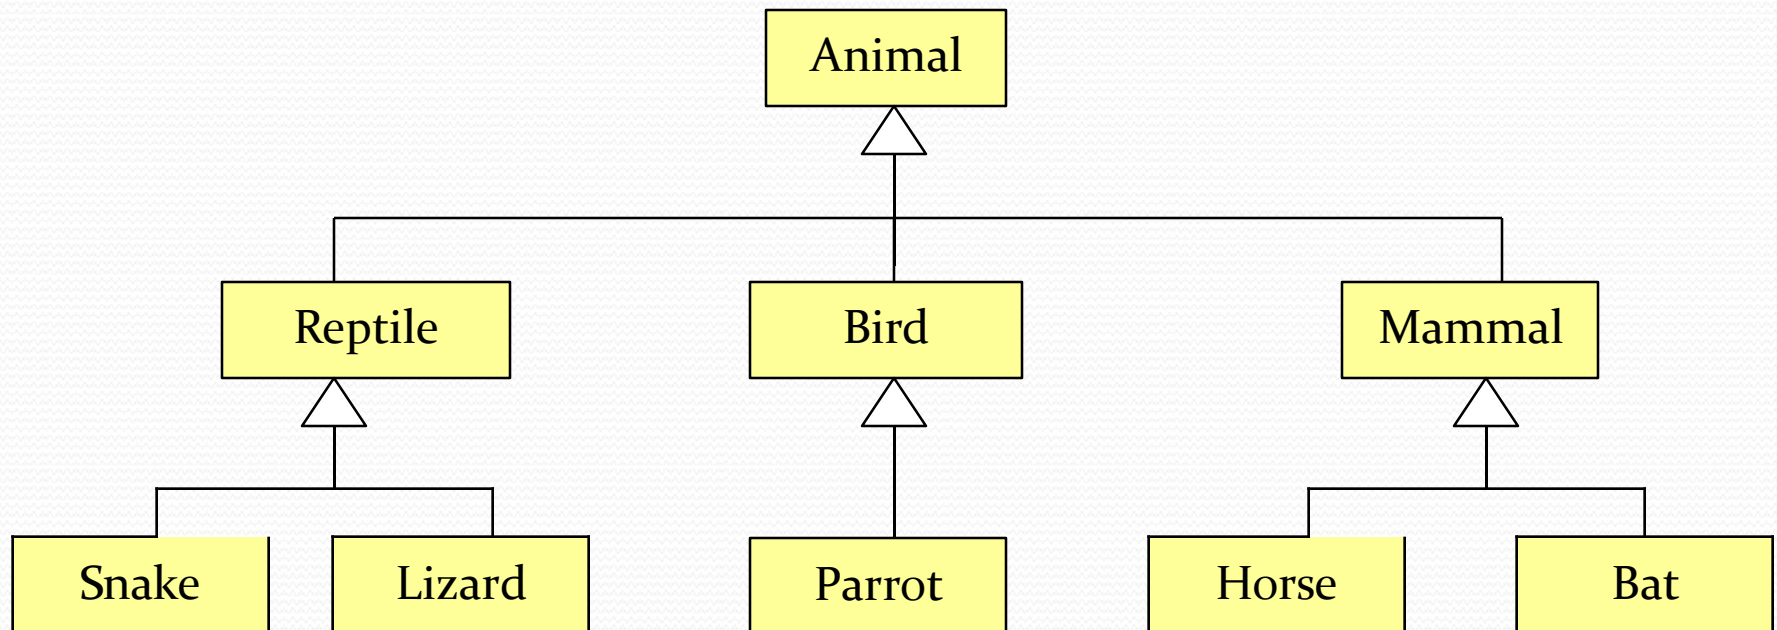 Animal
Reptile
Bird
Mammal
Snake
Lizard
Parrot
Horse
Bat